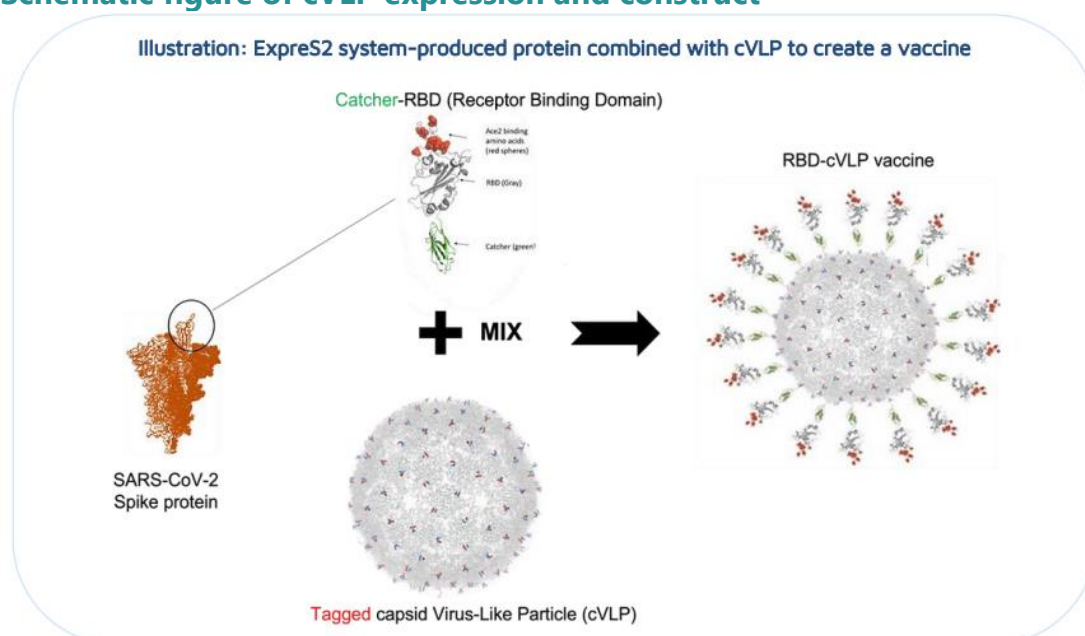 Schematic figure of cVLP expression and construct
Illustration: ExpreS2 system-produced protein combined with cVLP to create a vaccine
Catcher-RBD (Receptor Binding Domain)
Ace2 binding
amino acids
(red spheres)
RBD (Gray)
Catcher (green)
RBD-cVLP vaccine
MIX
SARS-CoV-2
Spike protein
Tagged capsid Virus-Like Particle (cVLP)